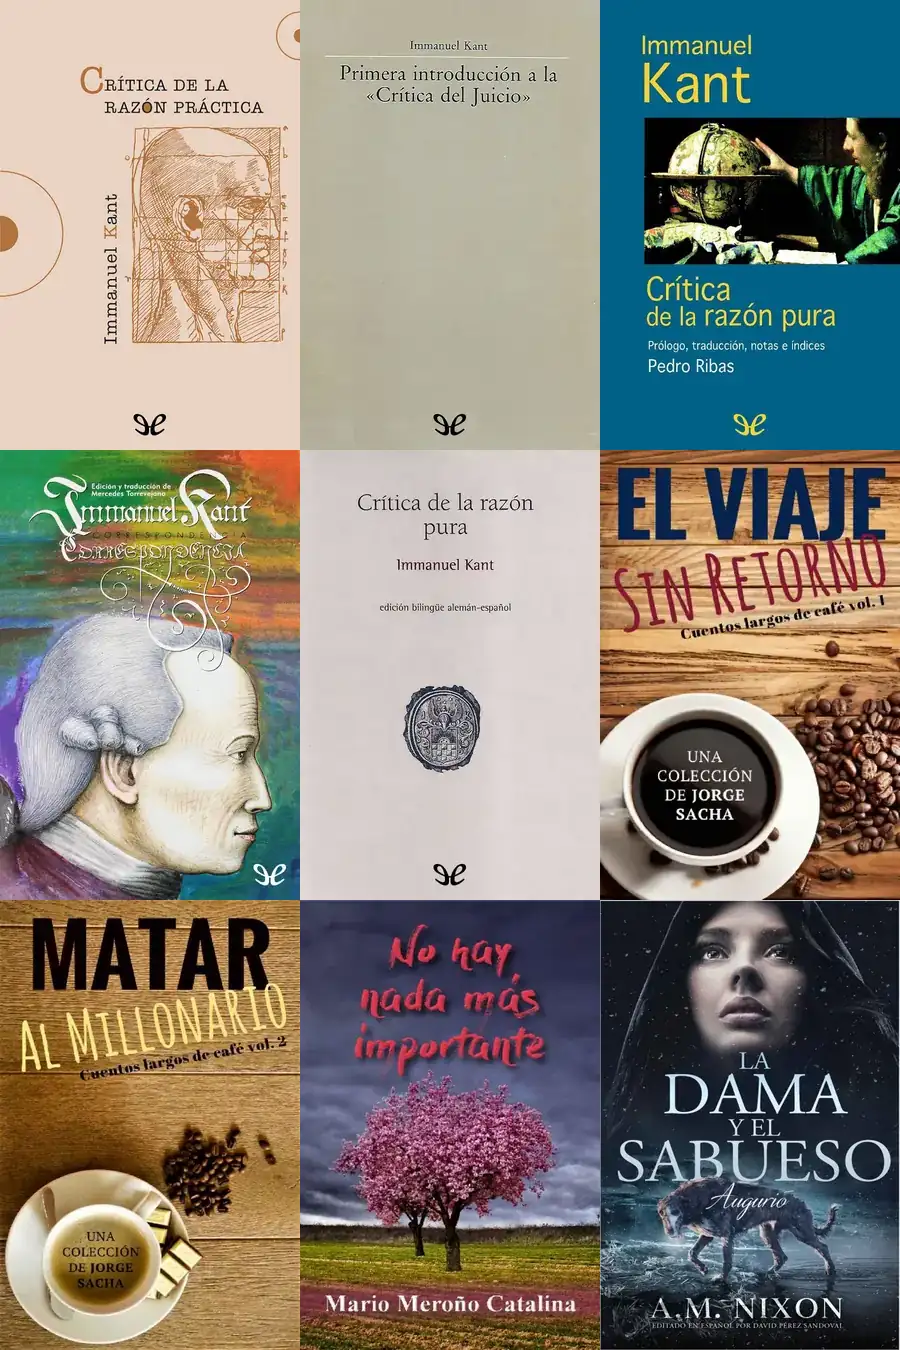 CRÍTICA DE LA
RAZÓN PRÁCTICA
Immanuel Kant
Immanuel Kant
Primera introducción a la
«Crítica del Juicio»
Immanuel
Kant
Crítica
de la razón pura
Prólogo, traducción, notas e índices
Pedro Ribas
Edición y traducción de
Mercedes Torrevejano
Immanuel Kant
CORRESPONDENCIA
CORRESPONDENCIA
Crítica de la razón
pura
Immanuel Kant
edición bilingüe alemán-español
EL VIAJE
SIN RETORNO
Cuentos largos de café vol. 1
UNA
COLECCIÓN
DE JORGE
SACHA
MATAR
AL MILLONARIO
Cuentos largos de café vol. 2
UNA
COLECCIÓN
DE JORGE
SACHA
No hay
nada más
importante
Mario Meroño Catalina
LA
DAMA
Y EL
SABUESO
Augurio
A.M. NIXON
EDITADO EN ESPAÑOL POR DAVID PÉREZ SANDOVAL